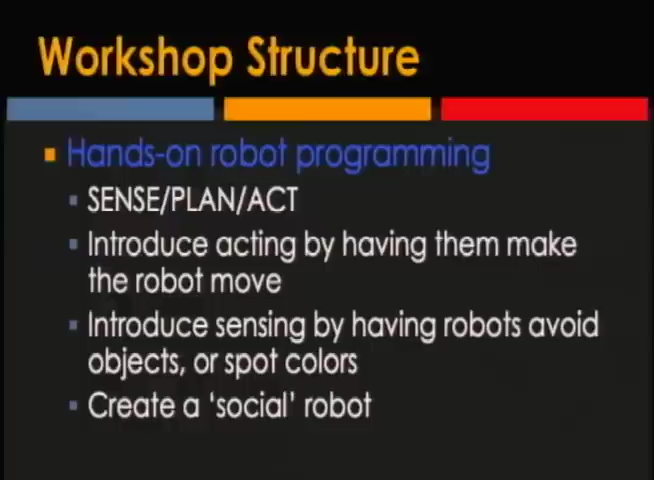 Workshop Structure
Hands-on robot programming
SENSE/PLAN/ACT
Introduce acting by having them make
the robot move
Introduce sensing by having robots avoid
objects, or spot colors
Create a ‘social’ robot